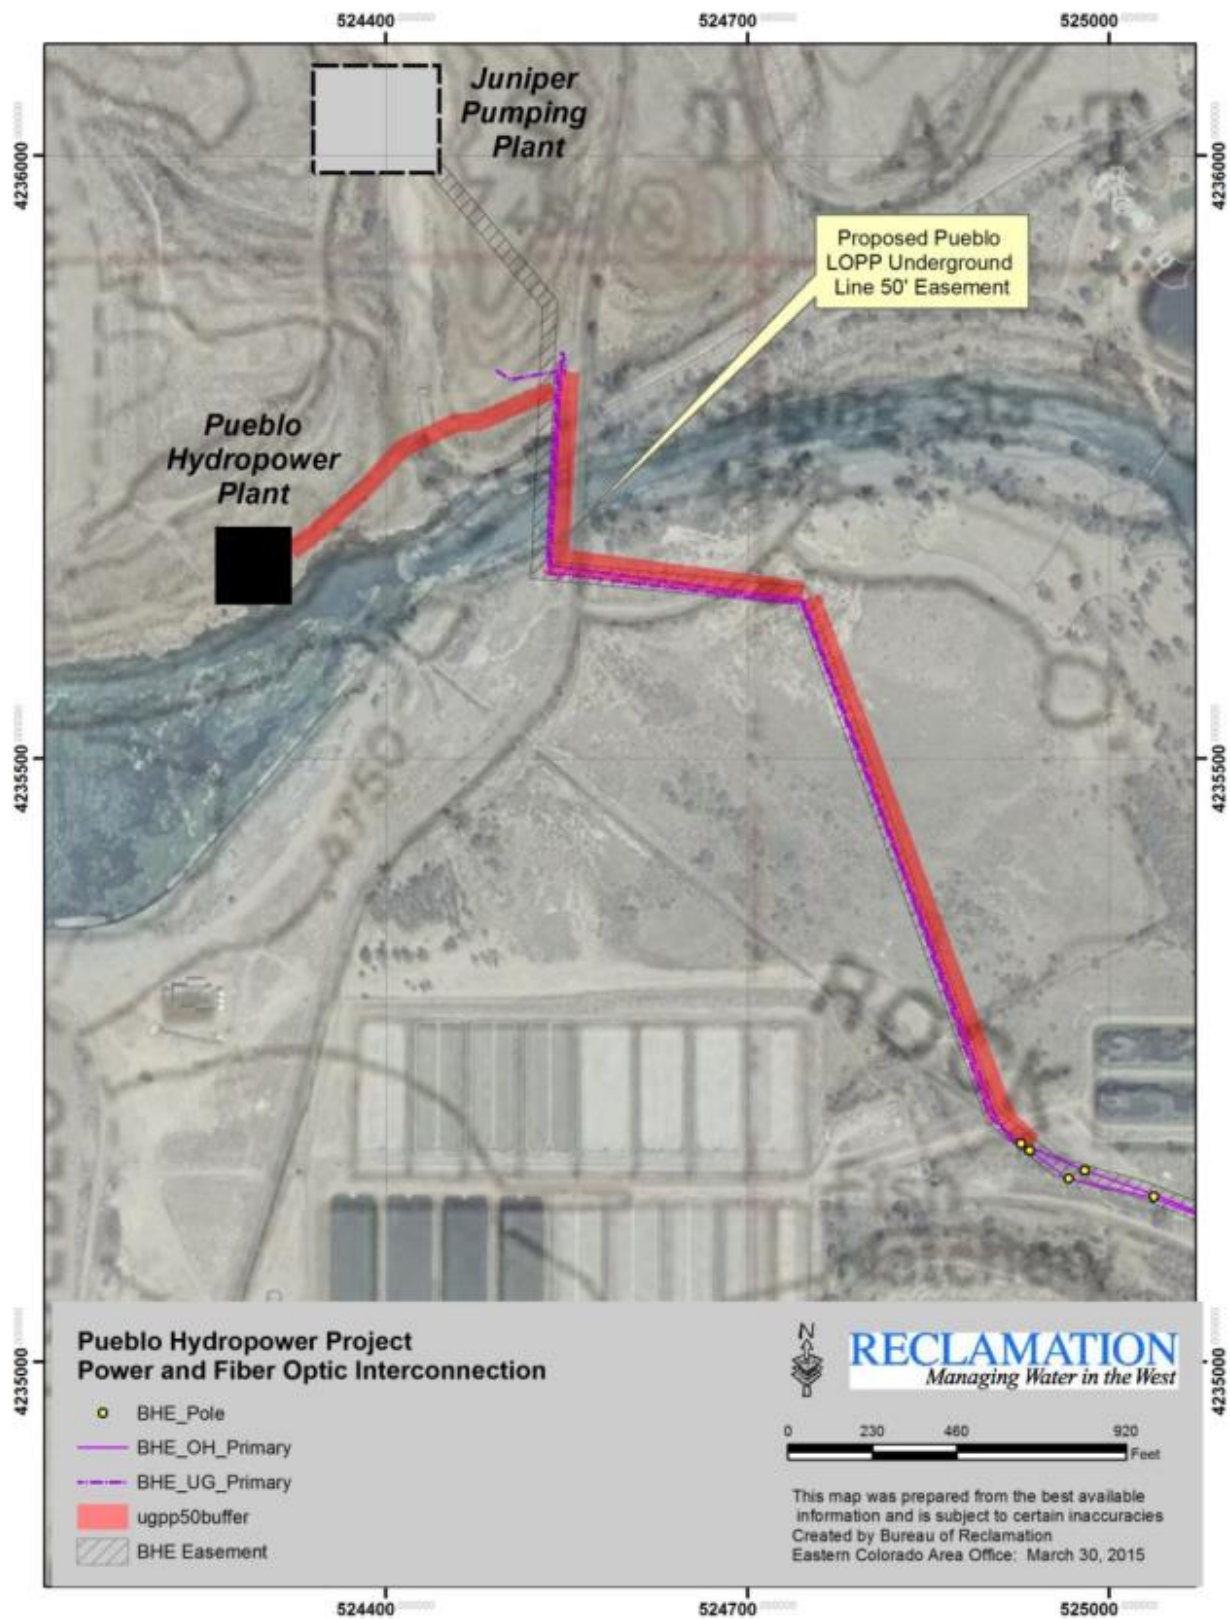 524400
524700
525000
4236000
4236000
Juniper
Pumping
Plant
Proposed Pueblo
LOPP Underground
Line 50' Easement
Pueblo
Hydropower
Plant
4235500
4235500
4760
ROCK
Fish
Pueblo Hydropower Project
Power and Fiber Optic Interconnection
BHE_Pole
BHE_OH_Primary
BHE_UG_Primary
ugpp50buffer
BHE Easement
N
RECLAMATION
Managing Water in the West
0 230 460 920
Feet
This map was prepared from the best available
information and is subject to certain inaccuracies
Created by Bureau of Reclamation
Eastern Colorado Area Office: March 30, 2015
4235000
4235000
524400
524700
525000